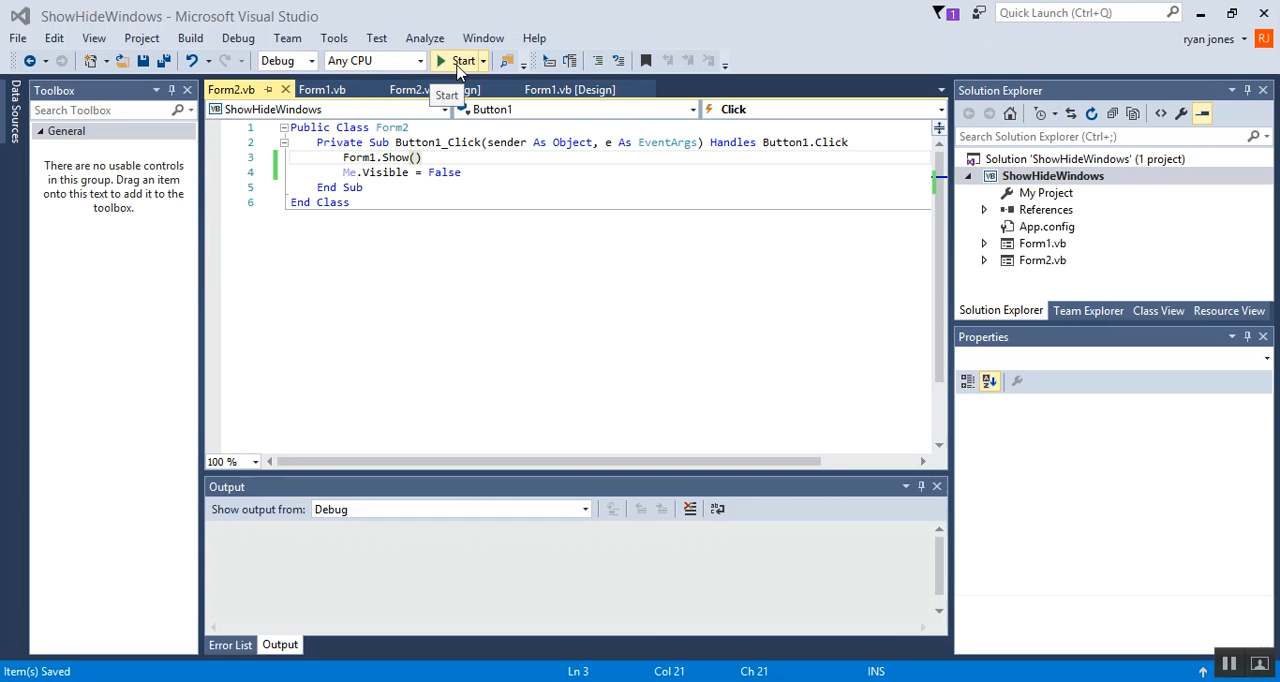 ShowHideWindows - Microsoft Visual Studio
1
Quick Launch (Ctrl+Q)
File Edit View Project Build Debug Team Tools Test Analyze Window Help
ryan jones RJ
Debug Any CPU Start
Start
Data Sources
Toolbox
Search Toolbox
General
There are no usable controls
in this group. Drag an item
onto this text to add it to the
toolbox.
Form2.vb Form1.vb Form1.vb [Design]
ShowHideWindows Button1 Click
1 Public Class Form2
2 Private Sub Button1_Click(sender As Object, e As EventArgs) Handles Button1.Click
3 Form1.Show()
4 Me.Visible = False
5 End Sub
6 End Class
100 %
Output
Show output from: Debug
Error List Output
Solution Explorer
Search Solution Explorer (Ctrl+;)
Solution 'ShowHideWindows' (1 project)
VB ShowHideWindows
My Project
References
App.config
Form1.vb
Form2.vb
Solution Explorer Team Explorer Class View Resource View
Properties
Item(s) Saved Ln 3 Col 21 Ch 21 INS